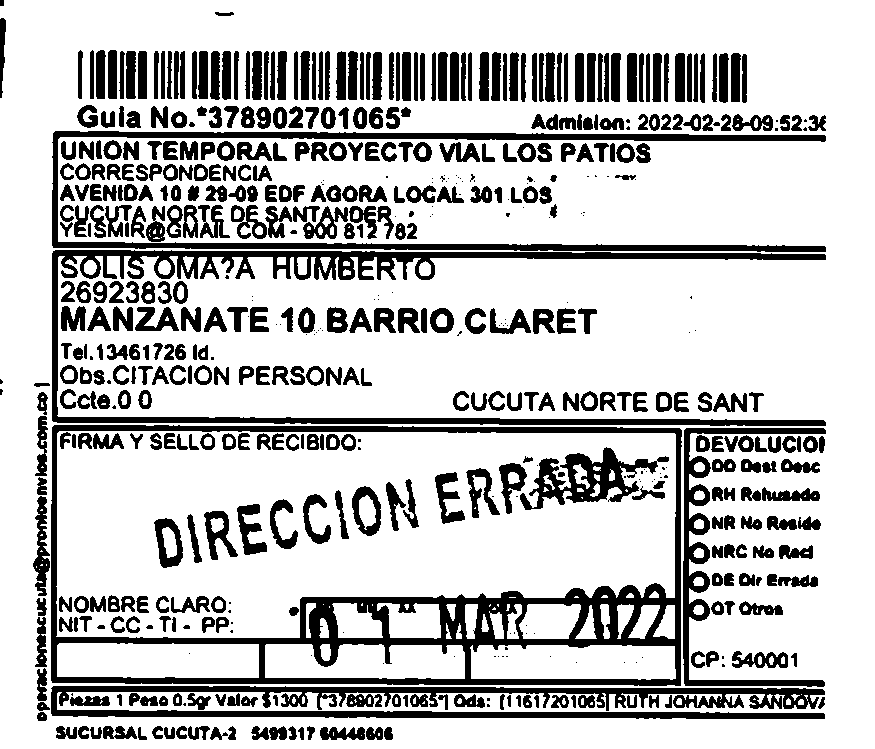 Guia No.*378902701065*
Admision: 2022-02-28-09:52:36
UNION TEMPORAL PROYECTO VIAL LOS PATIOS
CORRESPONDENCIA
AVENIDA 10 # 29-09 EDF AGORA LOCAL 301 LOS
CUCUTA NORTE DE SANTANDER
YEISMIR@GMAIL COM - 900 812 782
SOLIS OMA?A HUMBERTO
26923830
MANZANATE 10 BARRIO CLARET
Tel.13461726 Id.
Obs.CITACION PERSONAL
Ccte.0 0
CUCUTA NORTE DE SANT
FIRMA Y SELLO DE RECIBIDO:
DIRECCION ERRADA
NOMBRE CLARO:
NIT - CC - TI - PP:
01 MAR 2022
DEVOLUCIO
DD Dest Desc
RH Rehusado
NR No Reside
NRC No Recl
DE Dir Errada
OT Otros
CP: 540001
Piezas 1 Peso 0.5gr Valor $1300 [*378902701065*] Ods: [11617201065] RUTH JOHANNA SANDOVA
SUCURSAL CUCUTA-2 5499317 60448606
operacionescucuta@prontoenvios.com.co |